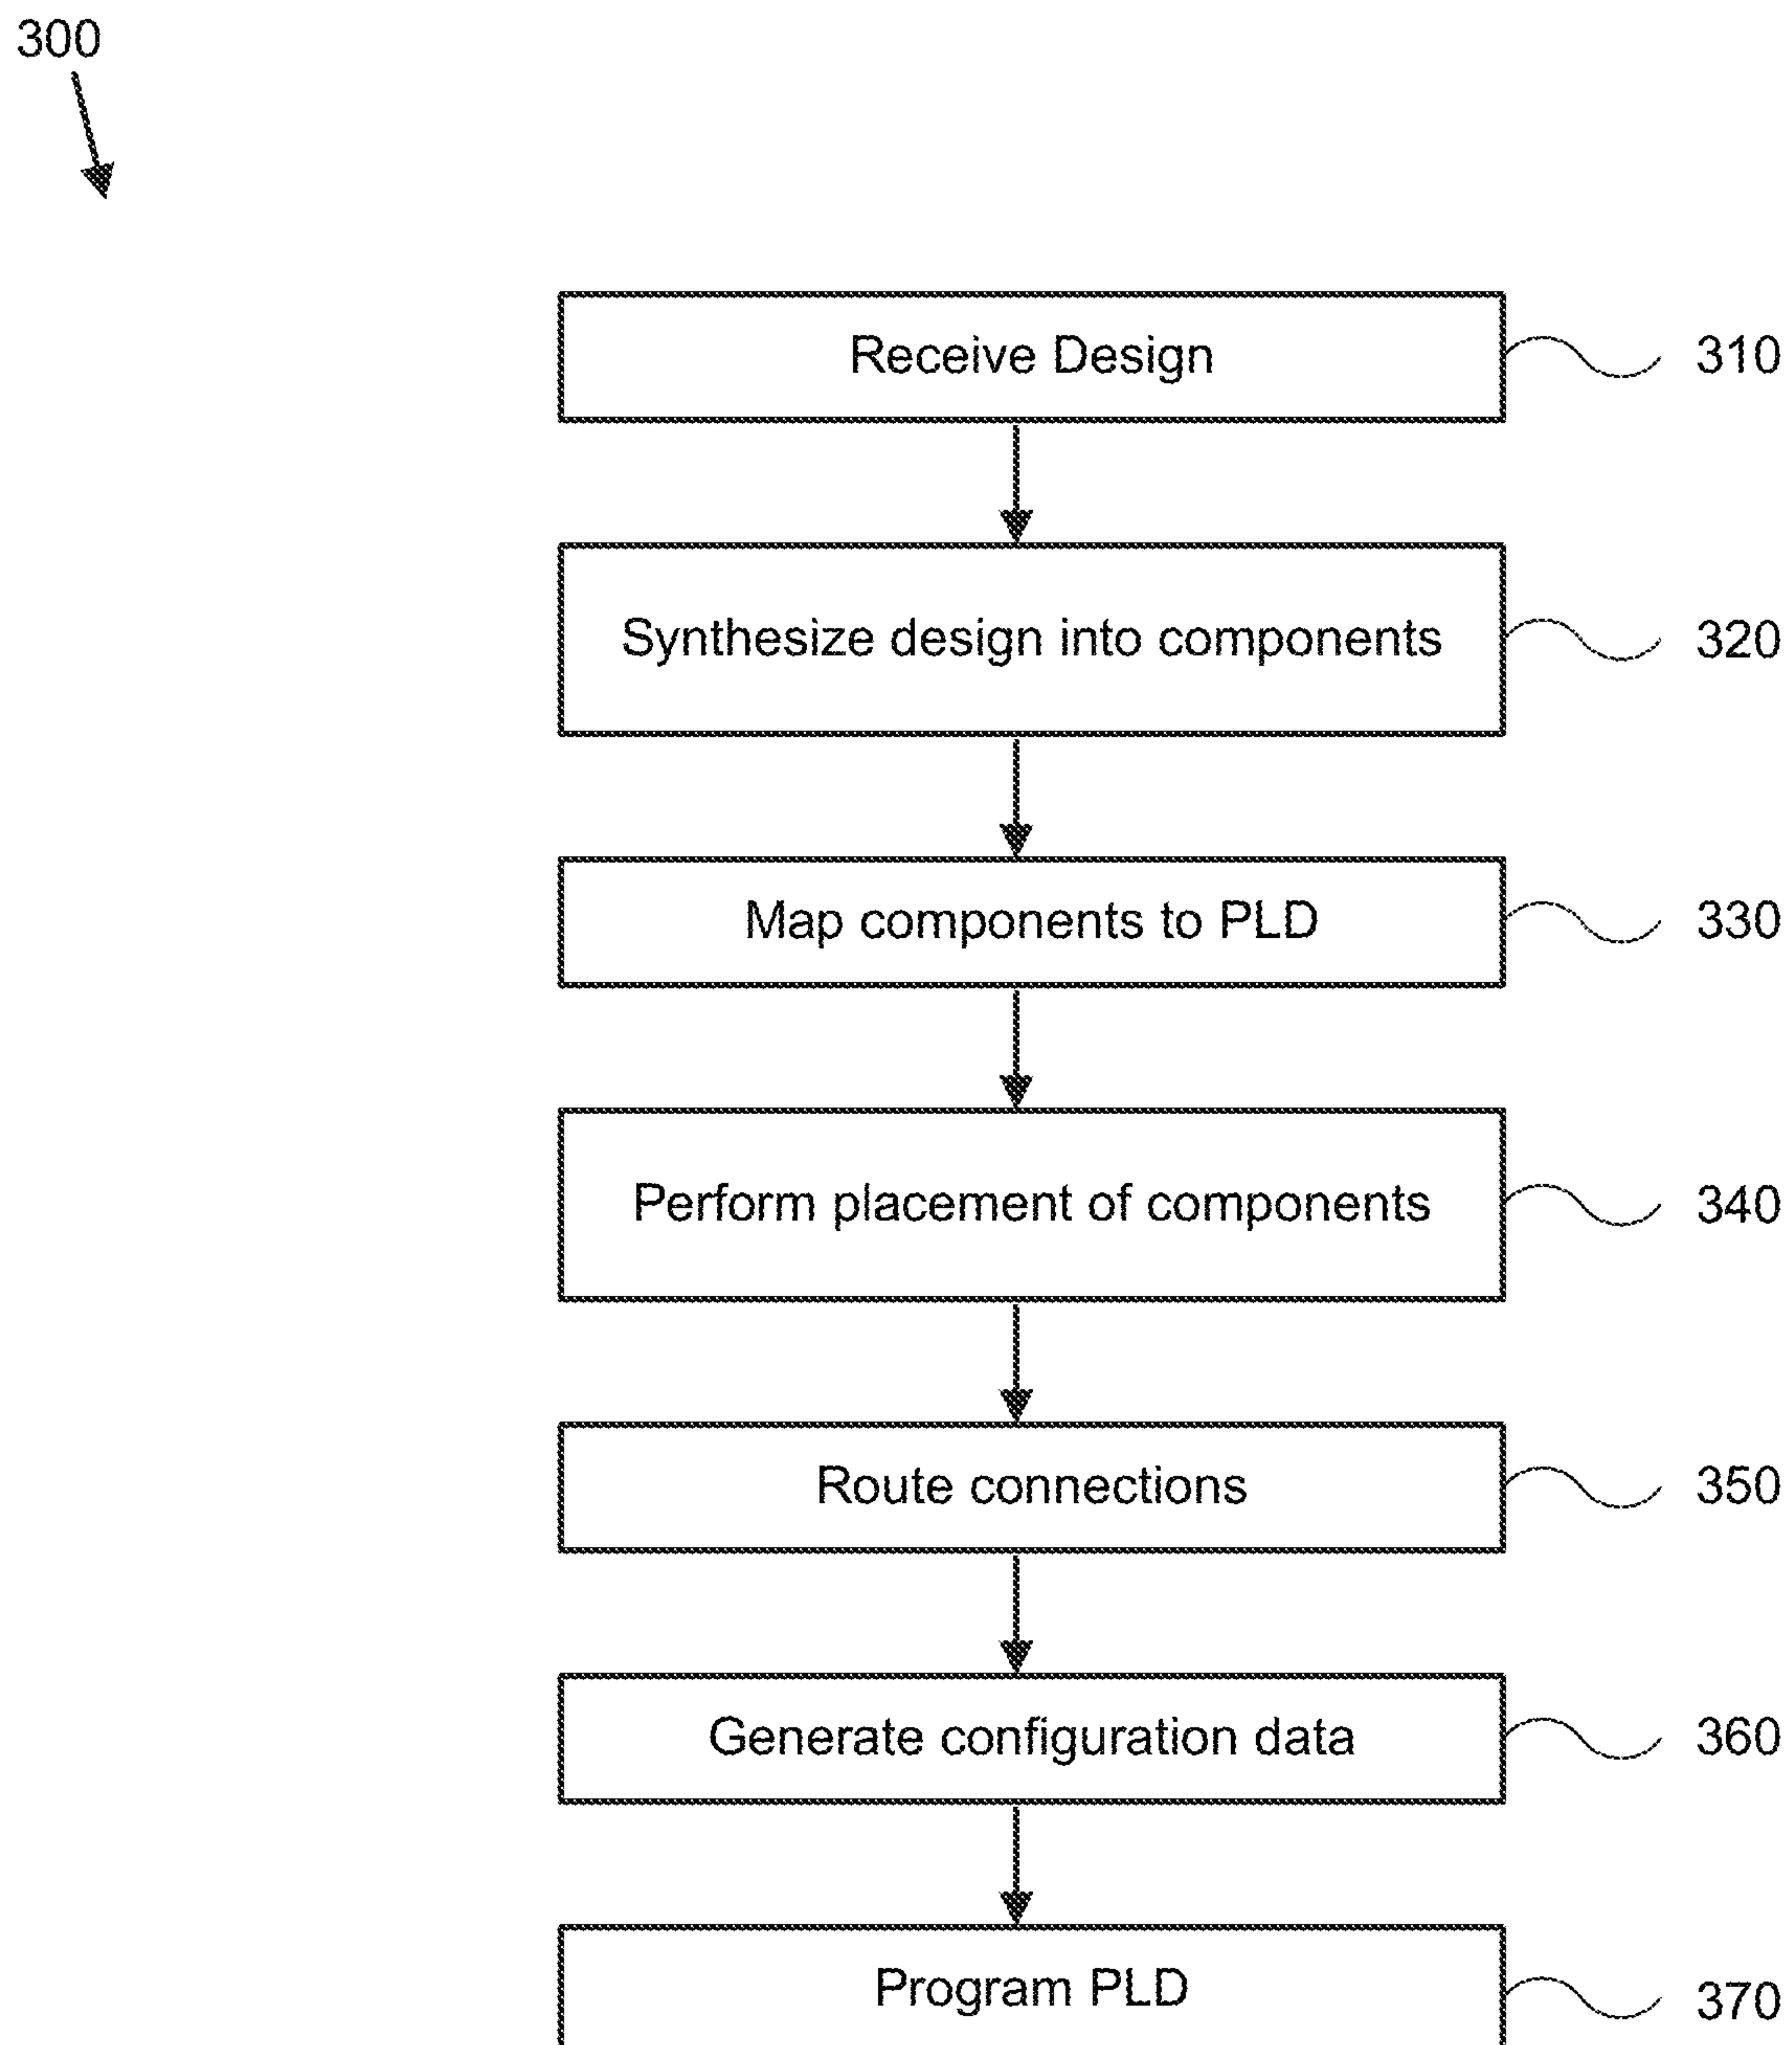 300
Receive Design
310
Synthesize design into components
320
Map components to PLD
330
Perform placement of components
340
Route connections
350
Generate configuration data
360
Program PLD
370